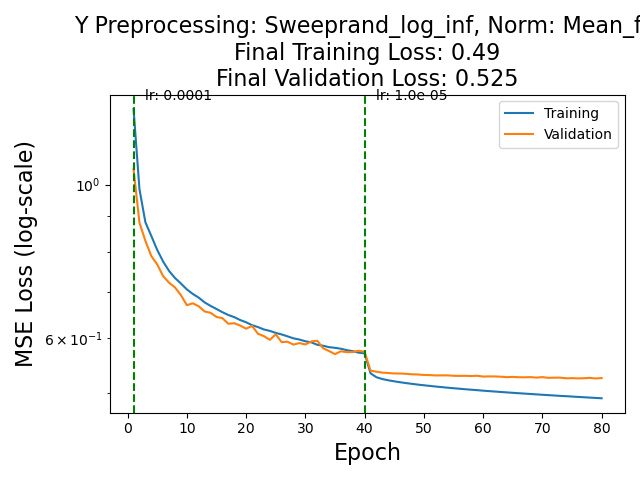 Y Preprocessing: Sweeprand_log_inf, Norm: Mean_f
Final Training Loss: 0.49
Final Validation Loss: 0.525
lr: 0.0001
lr: 1.0e-05
Training
Validation
10⁰
6 × 10⁻¹
MSE Loss (log-scale)
0 10 20 30 40 50 60 70 80
Epoch